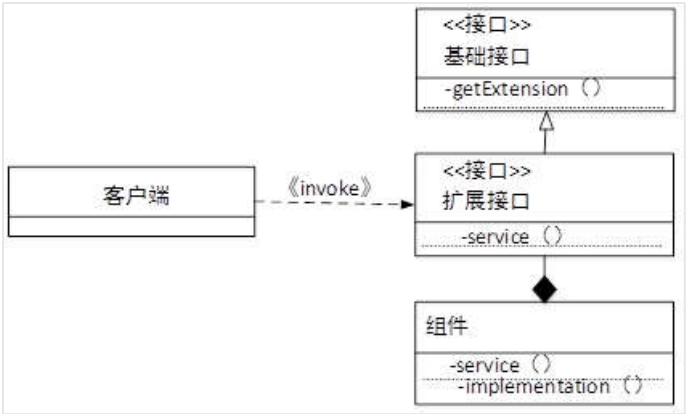 <<接口>>
基础接口
-getExtension（）
客户端
《invoke》
<<接口>>
扩展接口
-service（）
组件
-service（）
-implementation（）